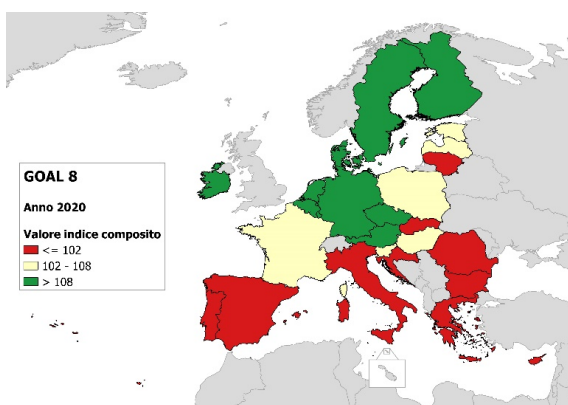 GOAL 8
Anno 2020
Valore indice composito
<= 102
102 - 108
> 108